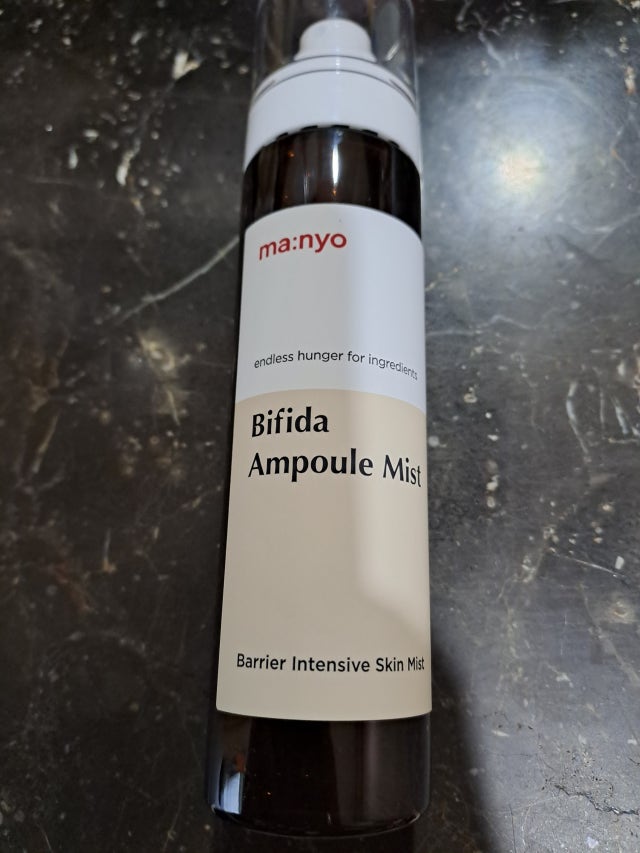 ma:nyo
endless hunger for ingredients
Bifida
Ampoule Mist
Barrier Intensive Skin Mist